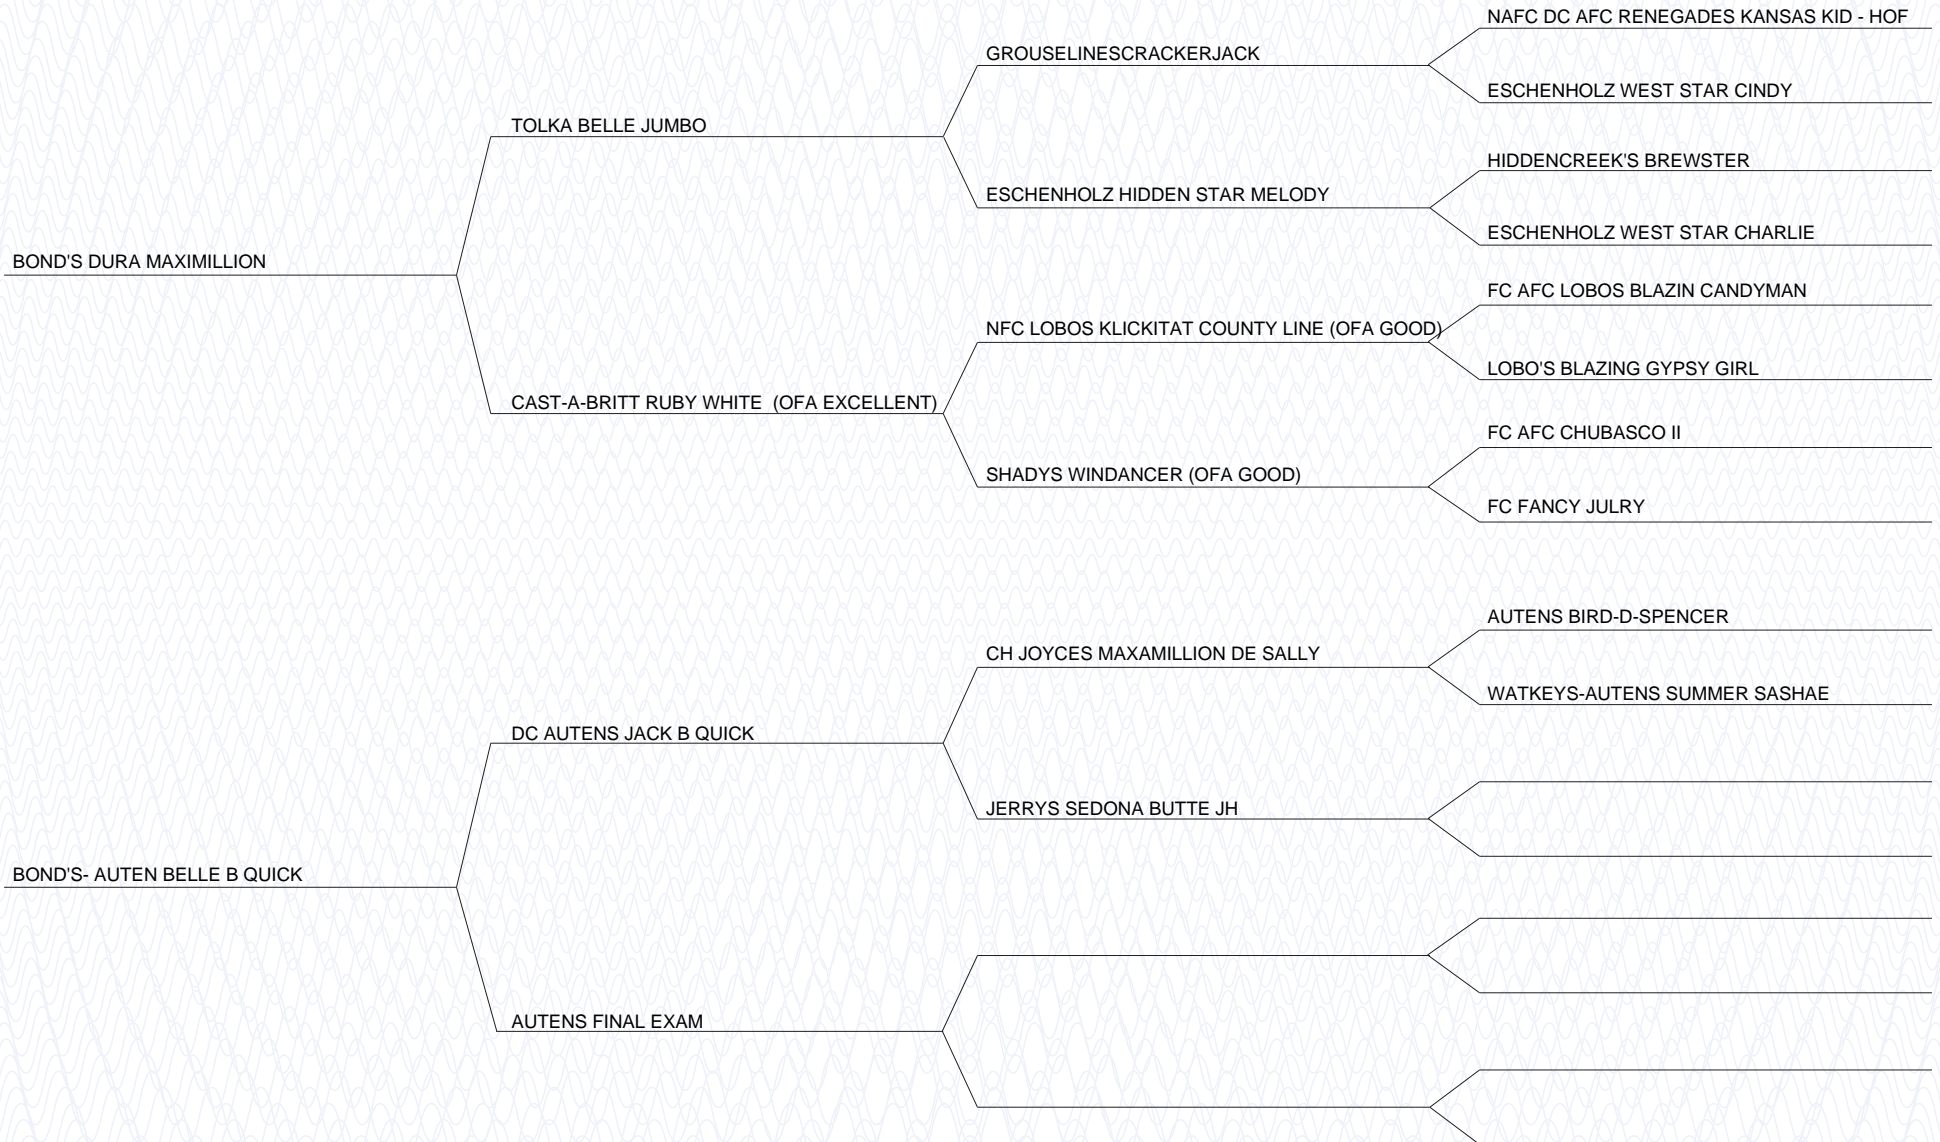 NAFC DC AFC RENEGADES KANSAS KID - HOF
GROUSELINESCRACKERJACK
ESCHENHOLZ WEST STAR CINDY
TOLKA BELLE JUMBO
HIDDENCREEK'S BREWSTER
ESCHENHOLZ HIDDEN STAR MELODY
ESCHENHOLZ WEST STAR CHARLIE
BOND'S DURA MAXIMILLION
FC AFC LOBOS BLAZIN CANDYMAN
NFC LOBOS KLICKITAT COUNTY LINE (OFA GOOD)
LOBO'S BLAZING GYPSY GIRL
CAST-A-BRITT RUBY WHITE  (OFA EXCELLENT)
FC AFC CHUBASCO II
SHADYS WINDANCER (OFA GOOD)
FC FANCY JULRY
AUTENS BIRD-D-SPENCER
CH JOYCES MAXAMILLION DE SALLY
WATKEYS-AUTENS SUMMER SASHAE
DC AUTENS JACK B QUICK
JERRYS SEDONA BUTTE JH
BOND'S- AUTEN BELLE B QUICK
AUTENS FINAL EXAM